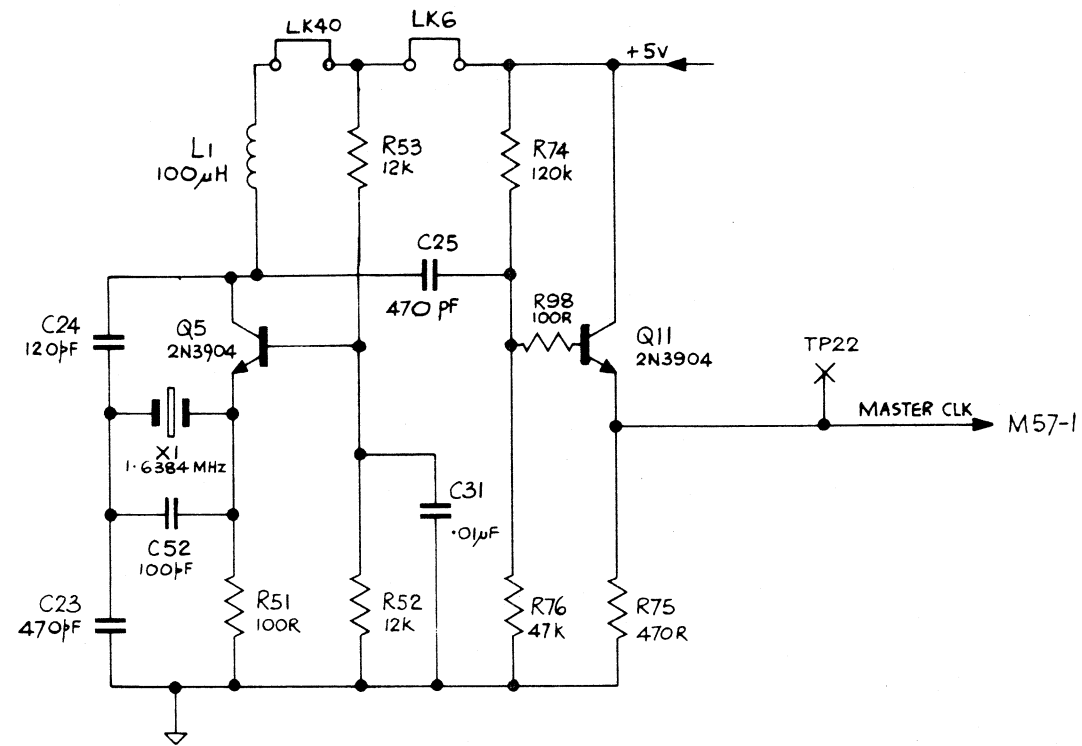 LK40
LK6
+5v
L1
100µH
R53
12k
R74
120k
C25
470 pF
C24
120pF
Q5
2N3904
R98
100R
Q11
2N3904
TP22
MASTER CLK
M57-1
X1
1.6384 MHz
C52
100pF
C31
.01µF
C23
470pF
R51
100R
R52
12k
R76
47k
R75
470R